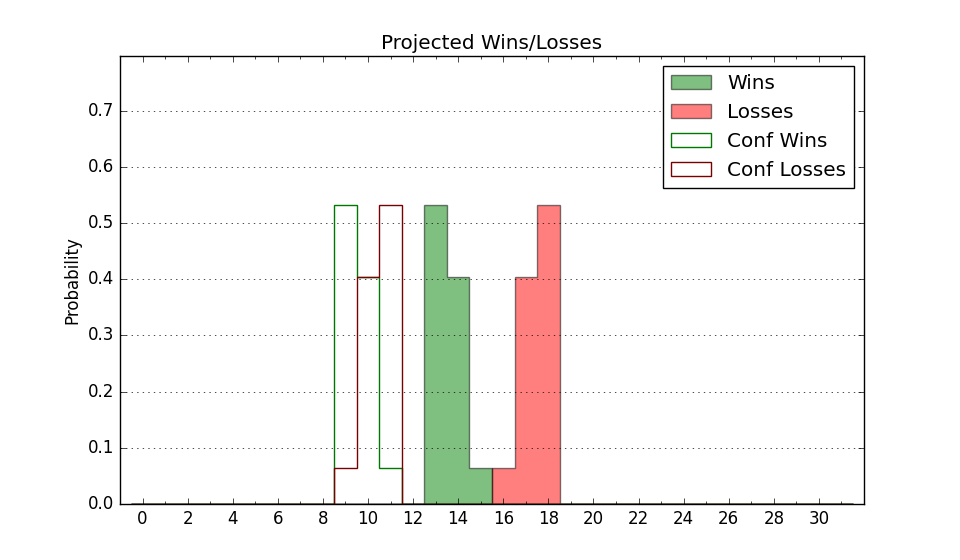 Projected Wins/Losses
Wins
Losses
Conf Wins
Conf Losses
Probability
0.7
0.6
0.5
0.4
0.3
0.2
0.1
0.0
0 2 4 6 8 10 12 14 16 18 20 22 24 26 28 30